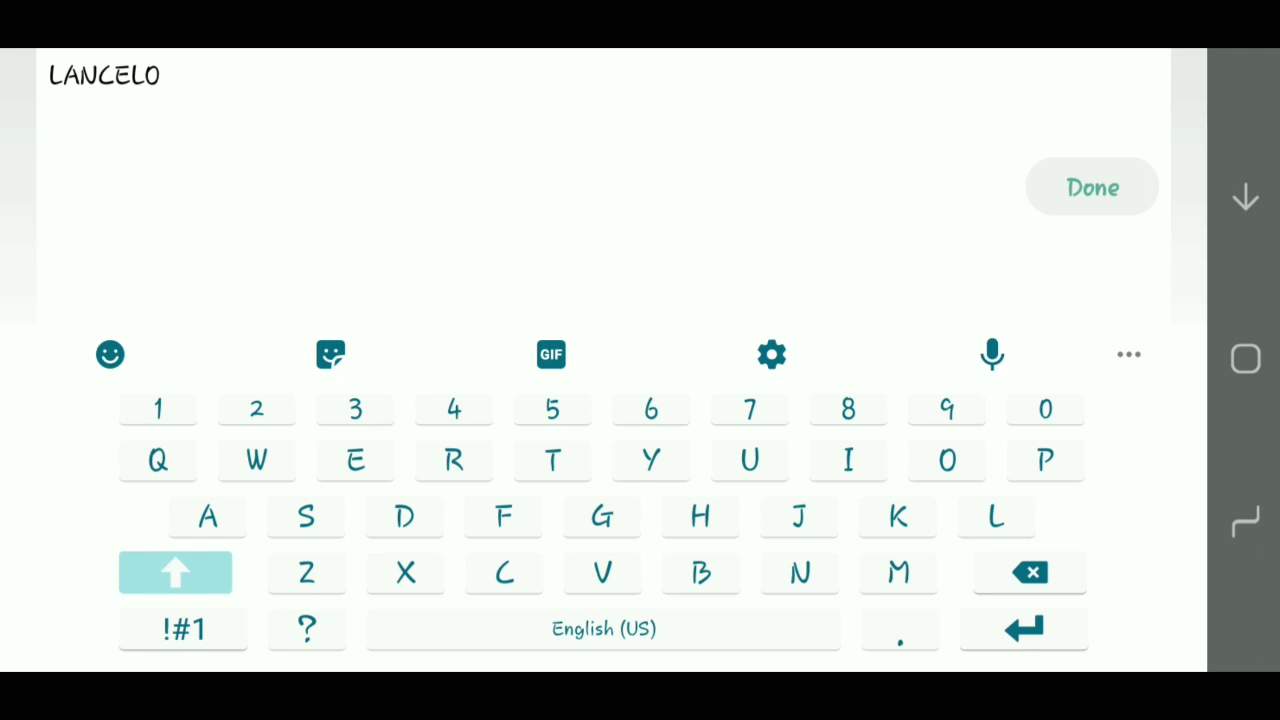 LANCELO
Done
GIF
1 2 3 4 5 6 7 8 9 0
Q W E R T Y U I O P
A S D F G H J K L
Z X C V B N M
!#1 ? English (US) .